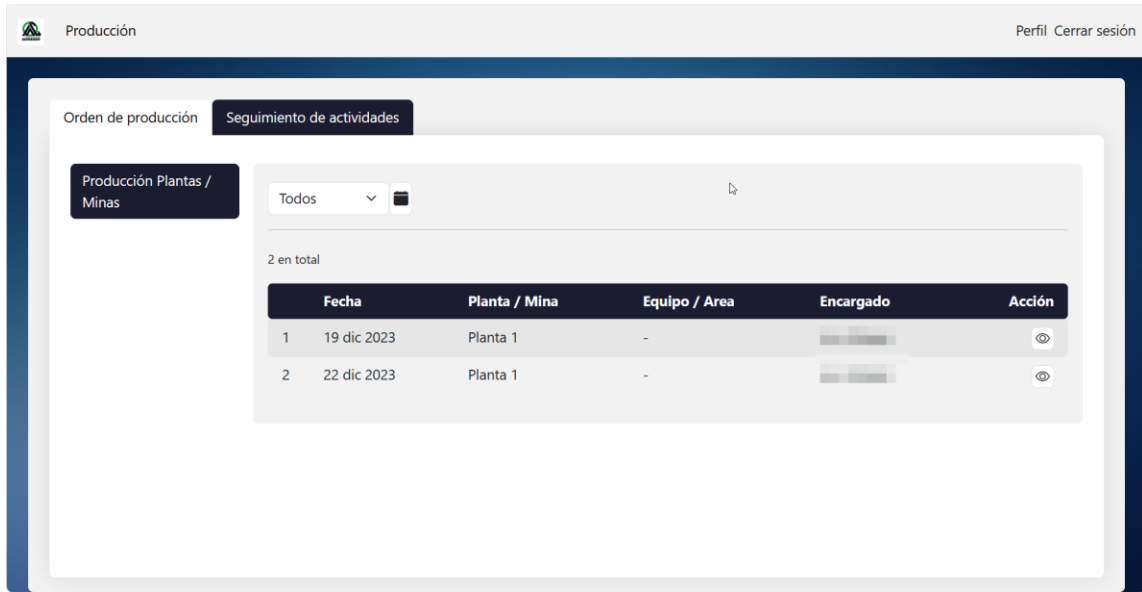 Producción
Perfil Cerrar sesión
Orden de producción Seguimiento de actividades
Producción Plantas /
Minas
Todos
2 en total
Fecha Planta / Mina Equipo / Area Encargado Acción
1 19 dic 2023 Planta 1 -
2 22 dic 2023 Planta 1 -